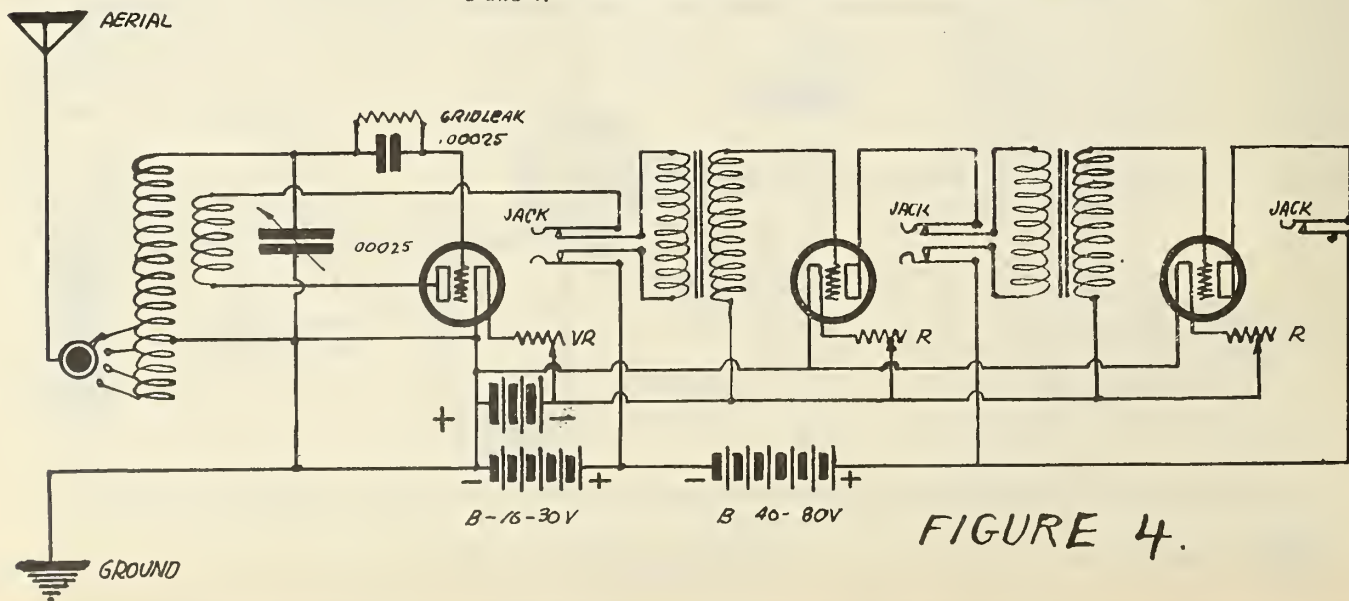 AERIAL
GRIDLEAK
.00025
00025
JACK
VR
JACK
R
JACK
R
+ -
- +
- +
B-16-30V
B 40-80V
FIGURE 4.
GROUND